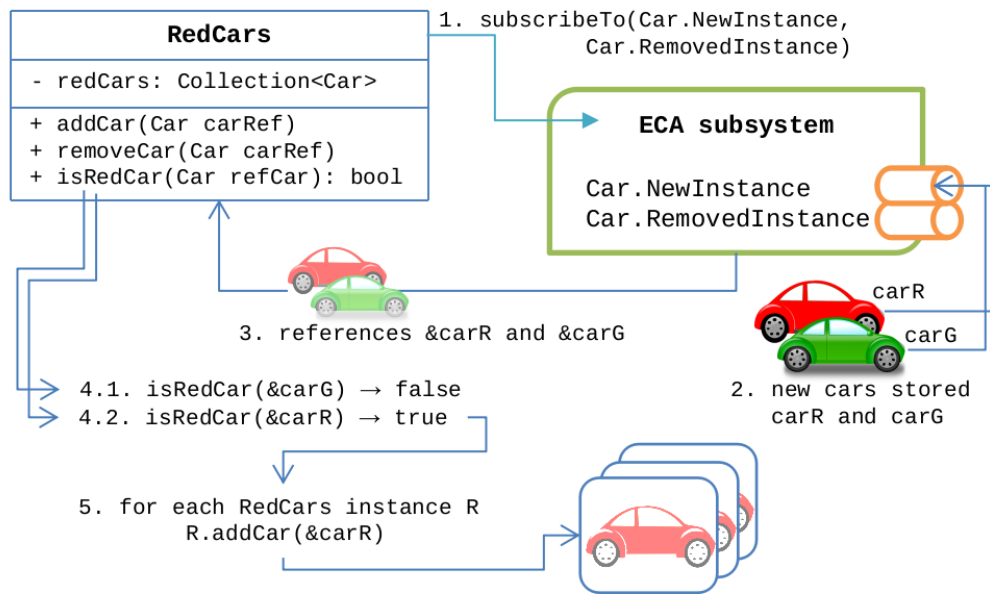 RedCars
- redCars: Collection<Car>
+ addCar(Car carRef)
+ removeCar(Car carRef)
+ isRedCar(Car refCar): bool
1. subscribeTo(Car.NewInstance,
Car.RemovedInstance)
ECA subsystem
Car.NewInstance
Car.RemovedInstance
carR
carG
2. new cars stored
carR and carG
3. references &carR and &carG
4.1. isRedCar(&carG) → false
4.2. isRedCar(&carR) → true
5. for each RedCars instance R
R.addCar(&carR)